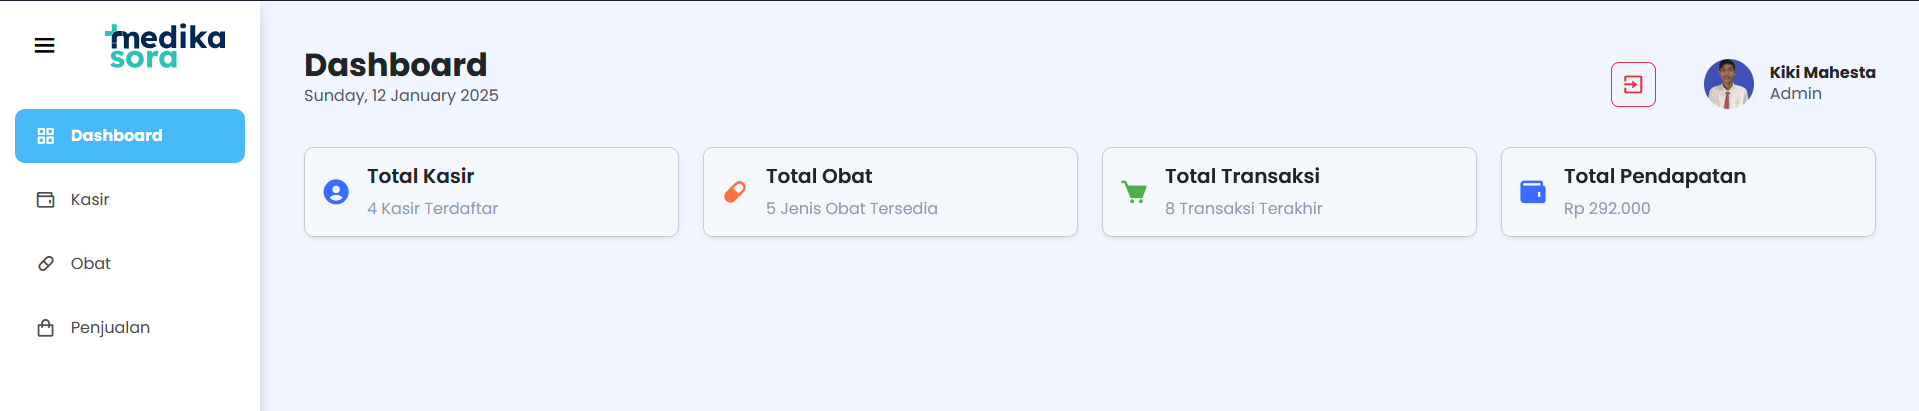 medika
sora
Dashboard
Kasir
Obat
Penjualan
Dashboard
Sunday, 12 January 2025
Kiki Mahesta
Admin
Total Kasir
4 Kasir Terdaftar
Total Obat
5 Jenis Obat Tersedia
Total Transaksi
8 Transaksi Terakhir
Total Pendapatan
Rp 292.000